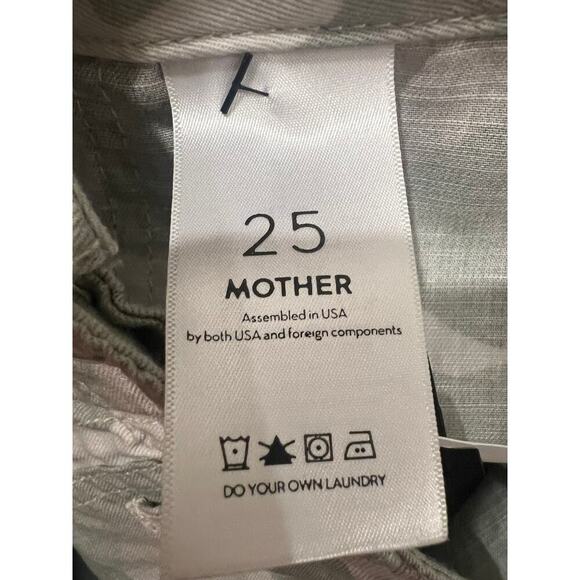 25
MOTHER
Assembled in USA
by both USA and foreign components
DO YOUR OWN LAUNDRY